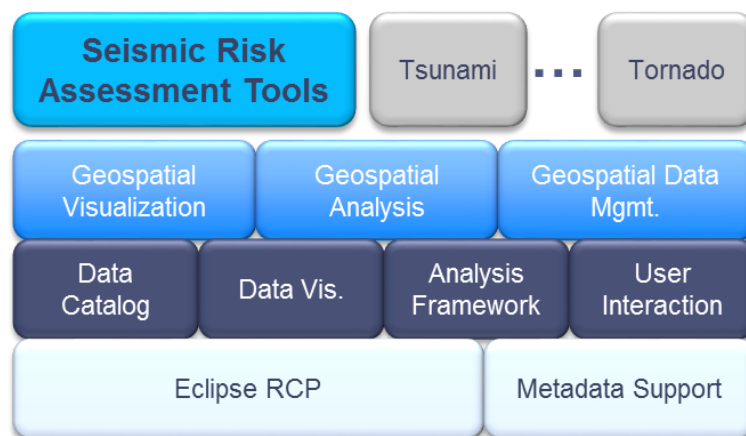 Seismic Risk
Assessment Tools
Tsunami
...
Tornado
Geospatial
Visualization
Geospatial
Analysis
Geospatial Data
Mgmt.
Data
Catalog
Data Vis.
Analysis
Framework
User
Interaction
Eclipse RCP
Metadata Support